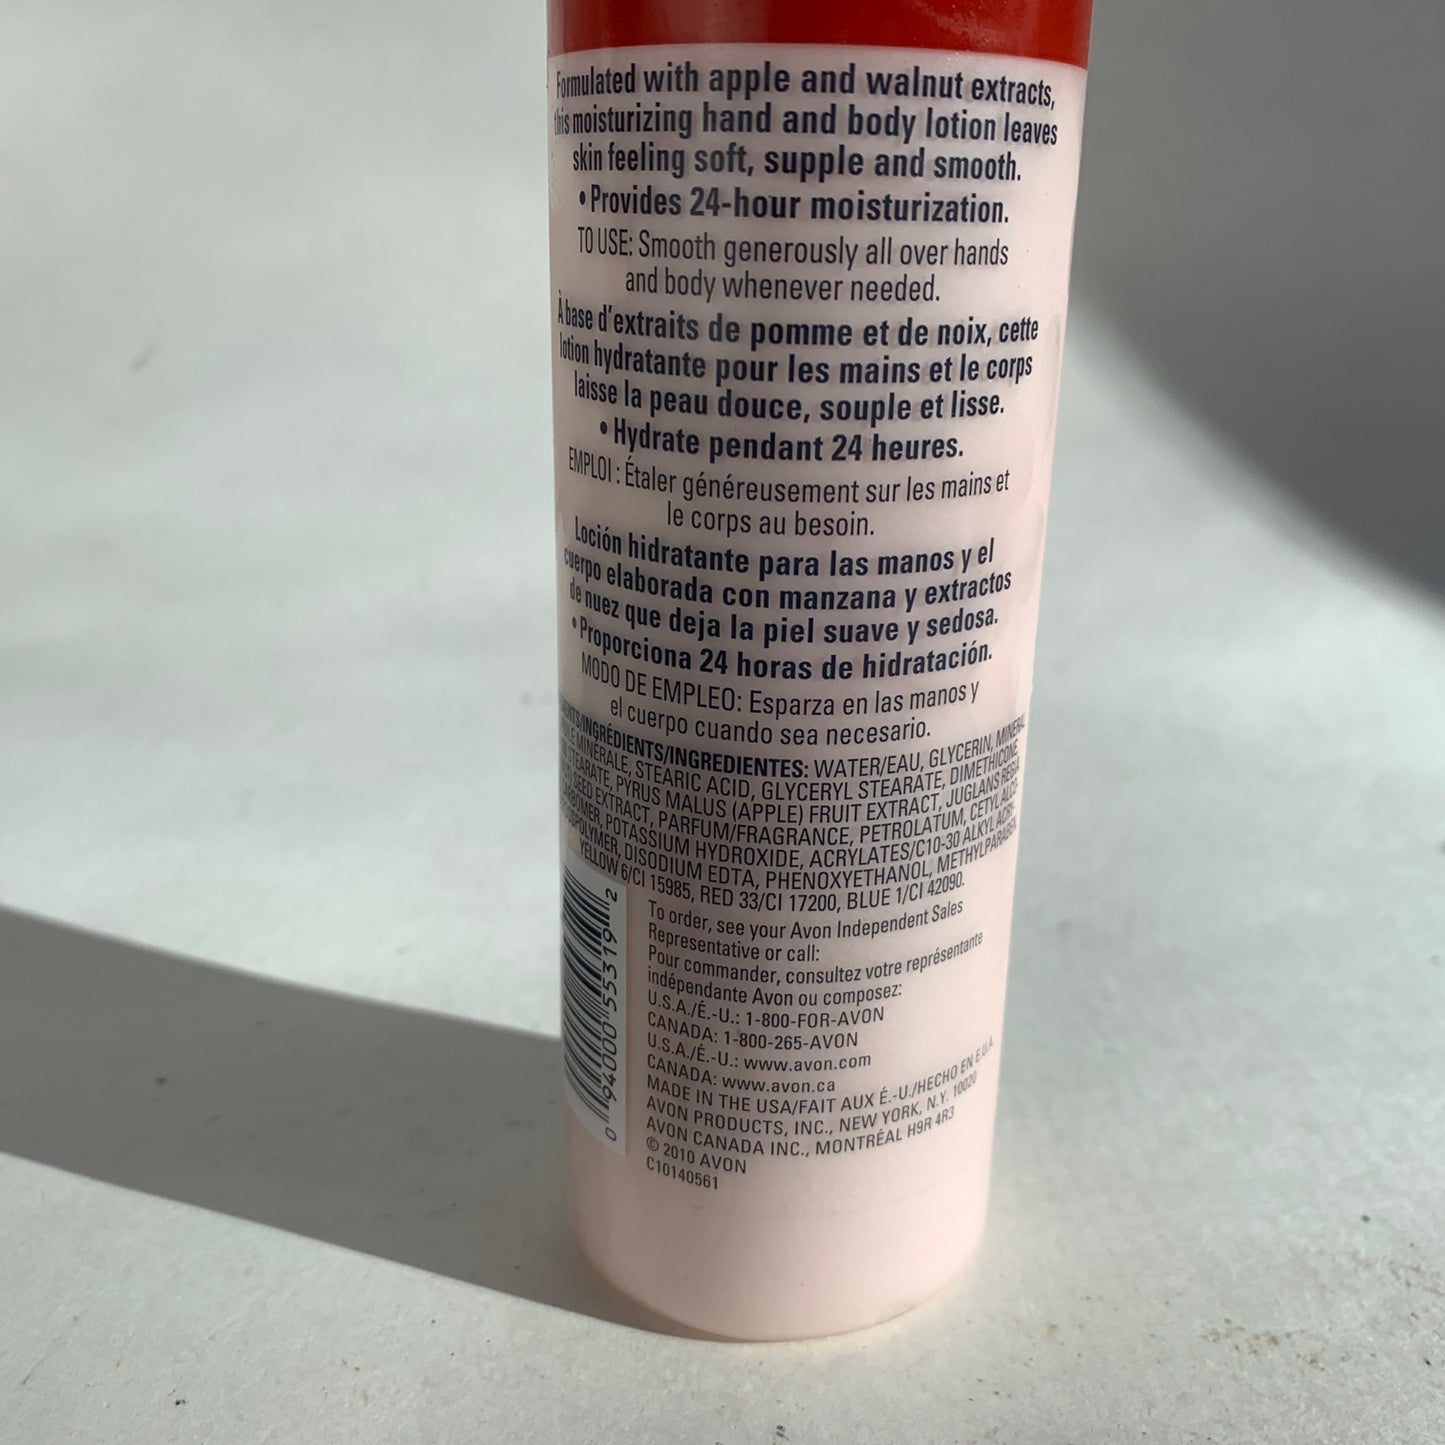 Formulated with apple and walnut extracts,
this moisturizing hand and body lotion leaves
skin feeling soft, supple and smooth.
• Provides 24-hour moisturization.
TO USE: Smooth generously all over hands
and body whenever needed.
À base d'extraits de pomme et de noix, cette
lotion hydratante pour les mains et le corps
laisse la peau douce, souple et lisse.
• Hydrate pendant 24 heures.
EMPLOI : Étaler généreusement sur les mains et
le corps au besoin.
Loción hidratante para las manos y el
cuerpo elaborada con manzana y extractos
de nuez que deja la piel suave y sedosa.
• Proporciona 24 horas de hidratación.
MODO DE EMPLEO: Esparza en las manos y
el cuerpo cuando sea necesario.
/INGRÉDIENTS/INGREDIENTES: WATER/EAU, GLYCERIN, MINERAL
MINÉRALE, STEARIC ACID, GLYCERYL STEARATE, DIMETHICONE,
STEARATE, PYRUS MALUS (APPLE) FRUIT EXTRACT, JUGLANS REGIA
SEED EXTRACT, PARFUM/FRAGRANCE, PETROLATUM, CETYL ALCO-
CARBOMER, POTASSIUM HYDROXIDE, ACRYLATES/C10-30 ALKYL ACRY-
DISODIUM EDTA, PHENOXYETHANOL, METHYLPARABEN,
YELLOW 6/CI 15985, RED 33/CI 17200, BLUE 1/CI 42090.
0 94000 55319 2
To order, see your Avon Independent Sales
Representative or call:
Pour commander, consultez votre représentante
indépendante Avon ou composez:
U.S.A./É.-U.: 1-800-FOR-AVON
CANADA: 1-800-265-AVON
U.S.A./É.-U.: www.avon.com
CANADA: www.avon.ca
MADE IN THE USA/FAIT AUX É.-U./HECHO EN E.U.A.
AVON PRODUCTS, INC., NEW YORK, N.Y. 10020
AVON CANADA INC., MONTRÉAL H9R 4R3
© 2010 AVON
C10140561